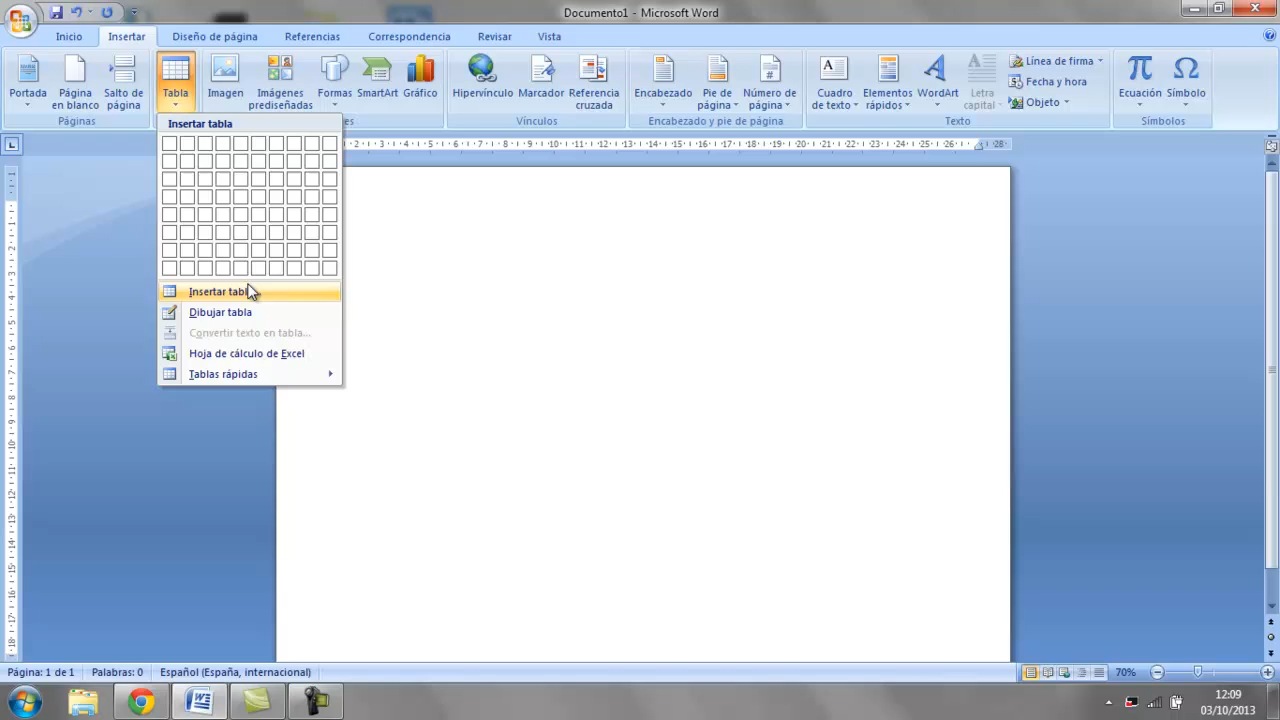 Documento1 - Microsoft Word
Inicio Insertar Diseño de página Referencias Correspondencia Revisar Vista
Portada
Página en blanco
Salto de página
Tabla
Imagen
Imágenes prediseñadas
Formas
SmartArt
Gráfico
Hipervínculo
Marcador
Referencia cruzada
Encabezado
Pie de página
Número de página
Cuadro de texto
Elementos rápidos
WordArt
Letra capital
Línea de firma
Fecha y hora
Objeto
Ecuación
Símbolo
Páginas
Vínculos
Encabezado y pie de página
Texto
Símbolos
Insertar tabla
Dibujar tabla
Convertir texto en tabla...
Hoja de cálculo de Excel
Tablas rápidas
Página: 1 de 1 Palabras: 0 Español (España, internacional) 70%
12:09
03/10/2013